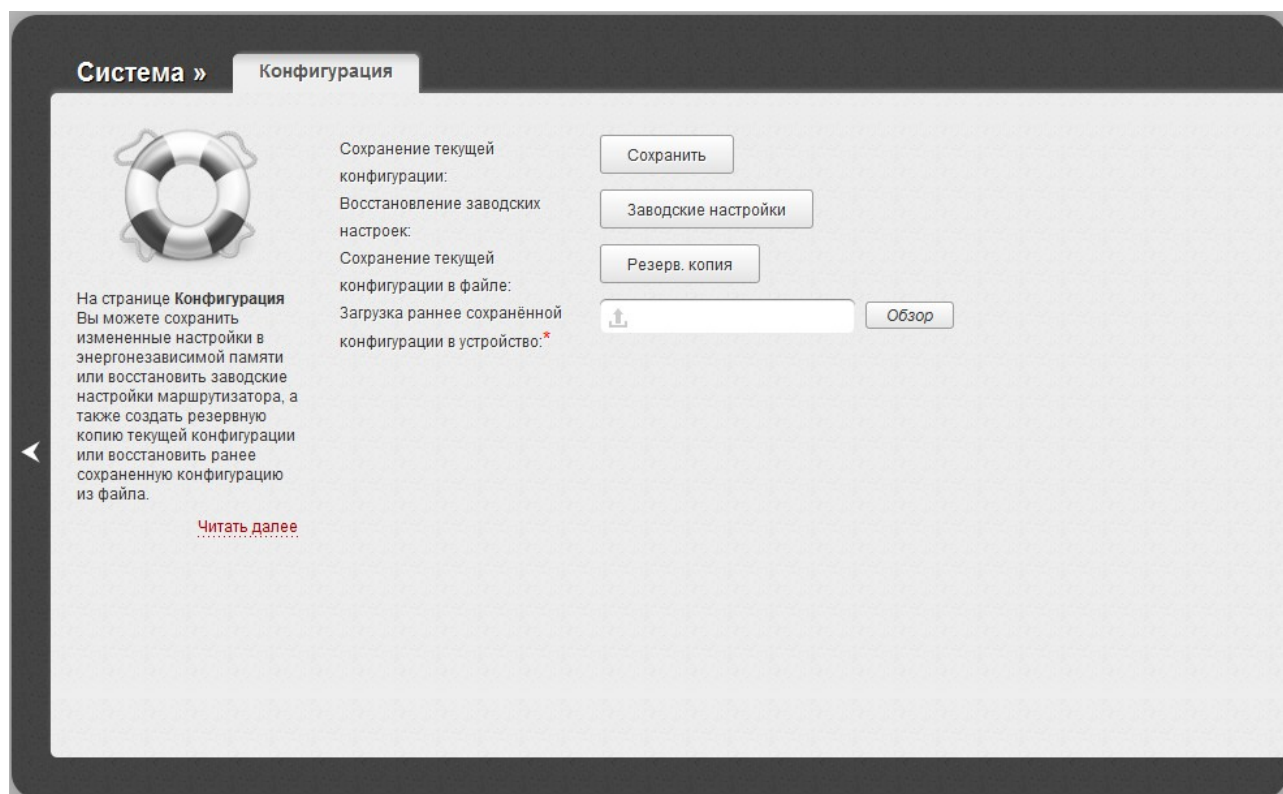 Система »
Конфигурация
На странице Конфигурация
Вы можете сохранить
измененные настройки в
энергонезависимой памяти
или восстановить заводские
настройки маршрутизатора, а
также создать резервную
копию текущей конфигурации
или восстановить ранее
сохраненную конфигурацию
из файла.
Читать далее
Сохранение текущей
конфигурации:
Сохранить
Восстановление заводских
настроек:
Заводские настройки
Сохранение текущей
конфигурации в файле:
Резерв. копия
Загрузка раннее сохранённой
конфигурации в устройство:*
Обзор